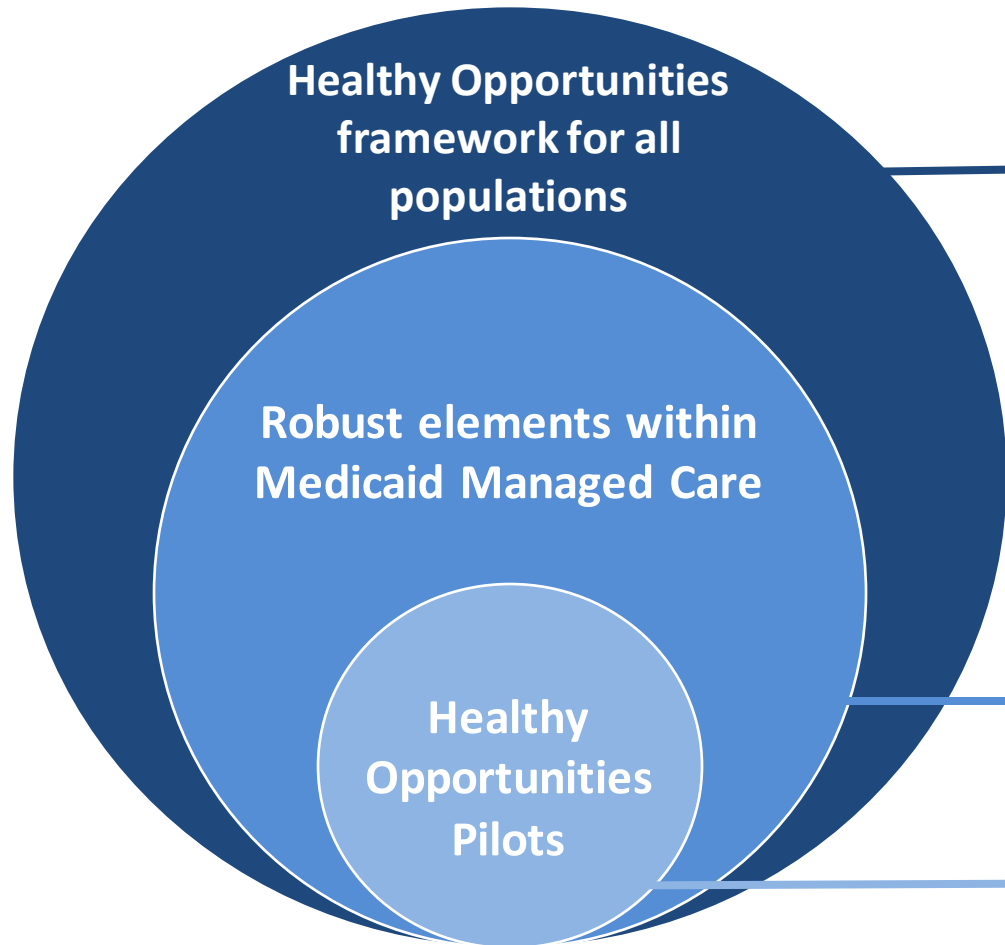 Healthy Opportunities
framework for all
populations
Robust elements within
Medicaid Managed Care
Healthy
Opportunities
Pilots